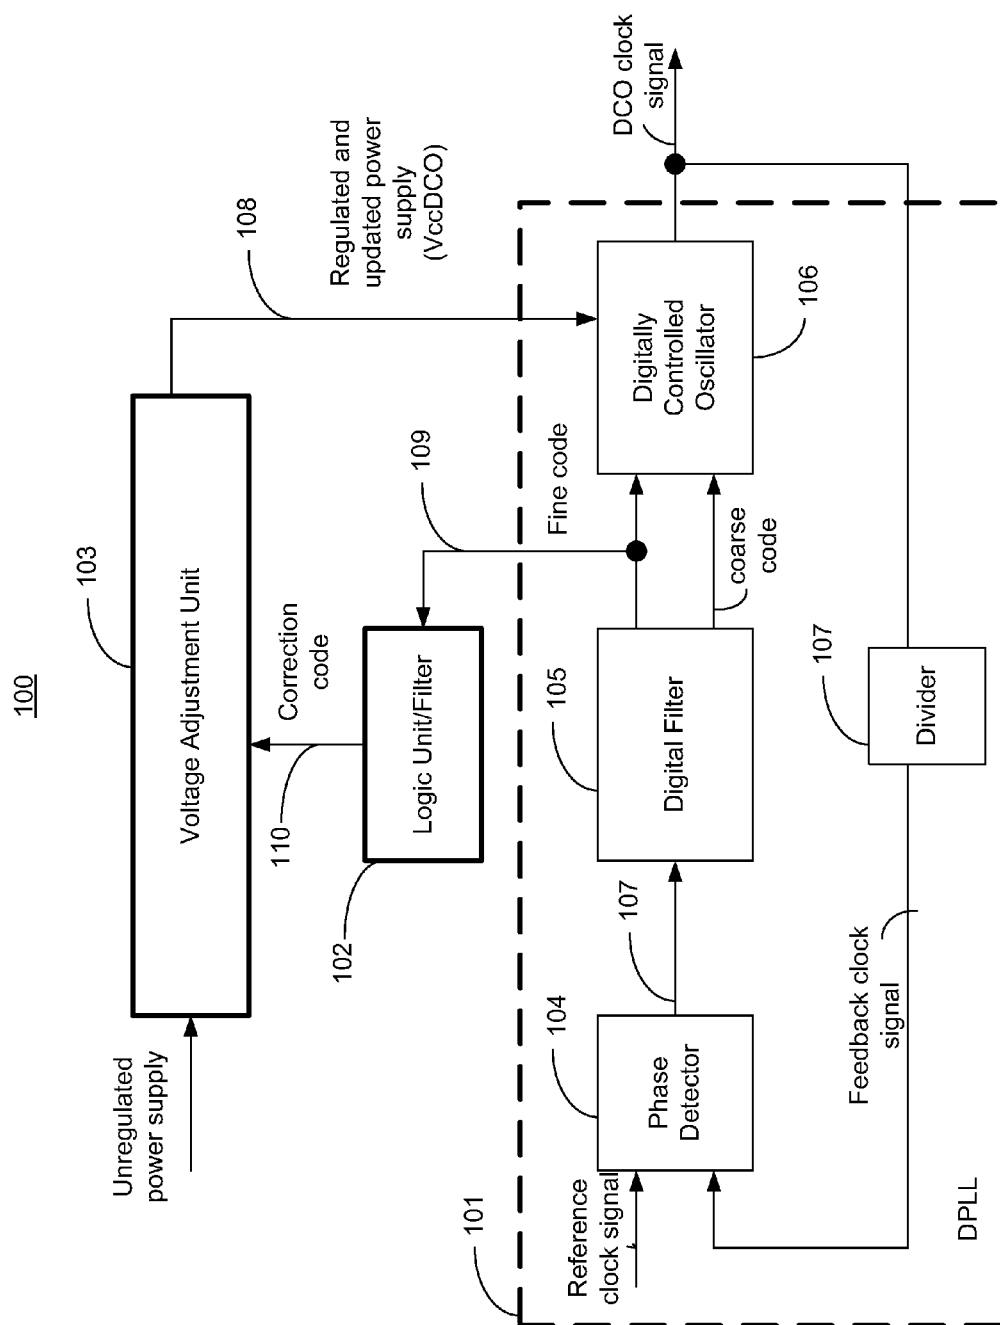 100
103
Voltage Adjustment Unit
Unregulated
power supply
108
Regulated and
updated power
supply
(VccDCO)
Correction
code
110
109
Logic Unit/Filter
102
101
Reference
clock signal
104
Phase
Detector
107
105
Digital Filter
Fine code
coarse
code
Digitally
Controlled
Oscillator
106
DCO clock
signal
107
Divider
Feedback clock
signal
DPLL